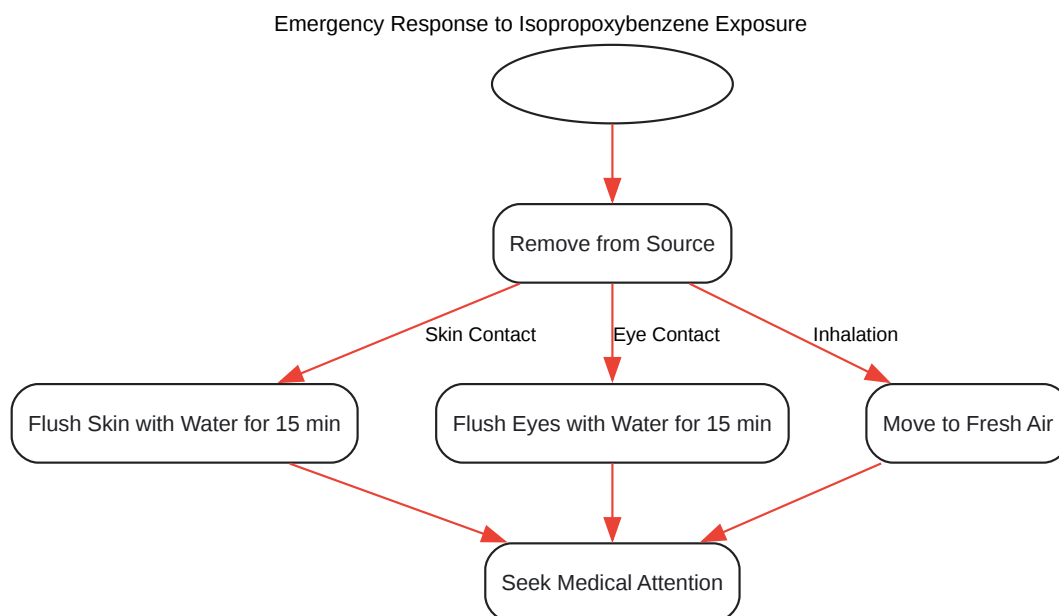 Emergency Response to Isopropoxybenzene Exposure
Remove from Source
Skin Contact
Eye Contact
Inhalation
Flush Skin with Water for 15 min
Flush Eyes with Water for 15 min
Move to Fresh Air
Seek Medical Attention